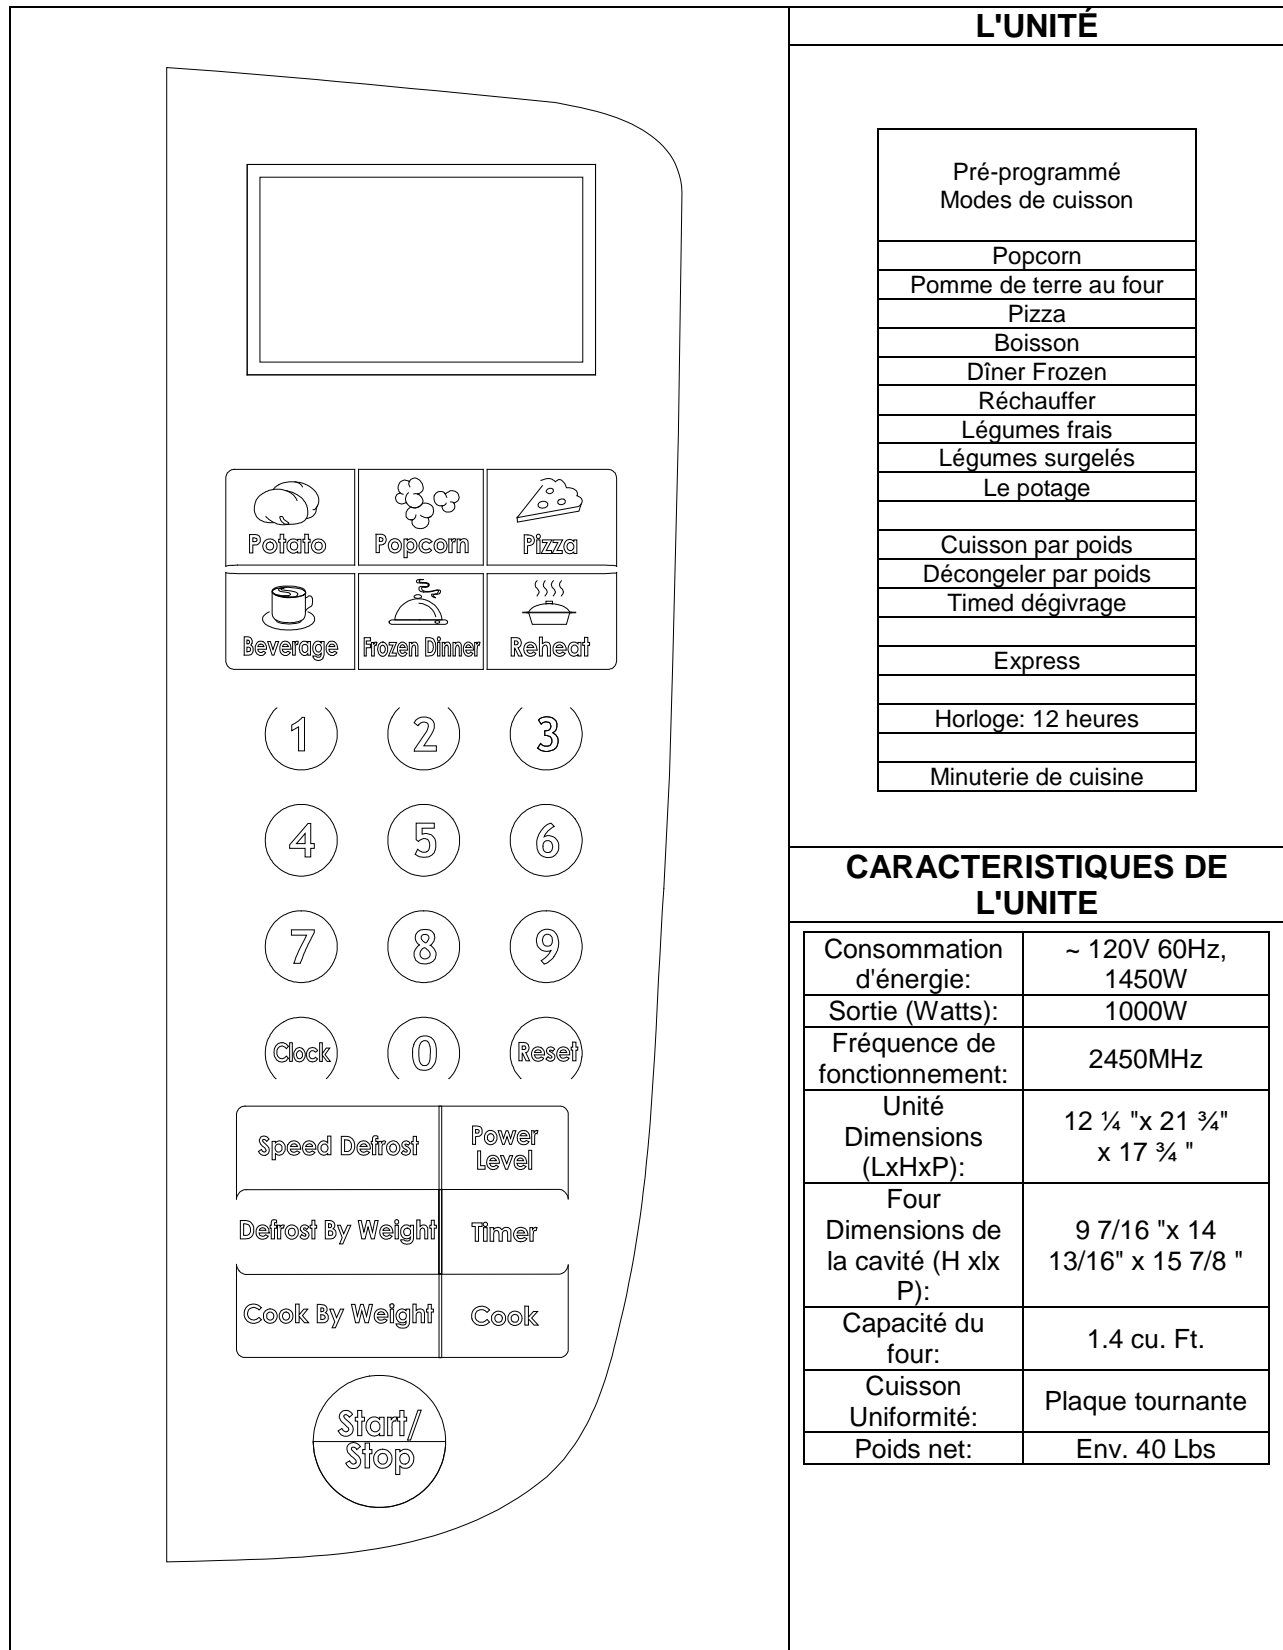 Potato
Popcorn
Pizza
Beverage
Frozen Dinner
Reheat
1
2
3
4
5
6
7
8
9
Clock
0
Reset
Speed Defrost
Power
Level
Defrost By Weight
Timer
Cook By Weight
Cook
Start/
Stop
L'UNITÉ
Pré-programmé
Modes de cuisson
Popcorn
Pomme de terre au four
Pizza
Boisson
Dîner Frozen
Réchauffer
Légumes frais
Légumes surgelés
Le potage
Cuisson par poids
Décongeler par poids
Timed dégivrage
Express
Horloge: 12 heures
Minuterie de cuisine
CARACTERISTIQUES DE
L'UNITE
Consommation
d'énergie:
~ 120V 60Hz,
1450W
Sortie (Watts):
1000W
Fréquence de
fonctionnement:
2450MHz
Unité
Dimensions
(LxHxP):
12 ¼ "x 21 ¾"
x 17 ¾ "
Four
Dimensions de
la cavité (H xlx
P):
9 7/16 "x 14
13/16" x 15 7/8 "
Capacité du
four:
1.4 cu. Ft.
Cuisson
Uniformité:
Plaque tournante
Poids net:
Env. 40 Lbs